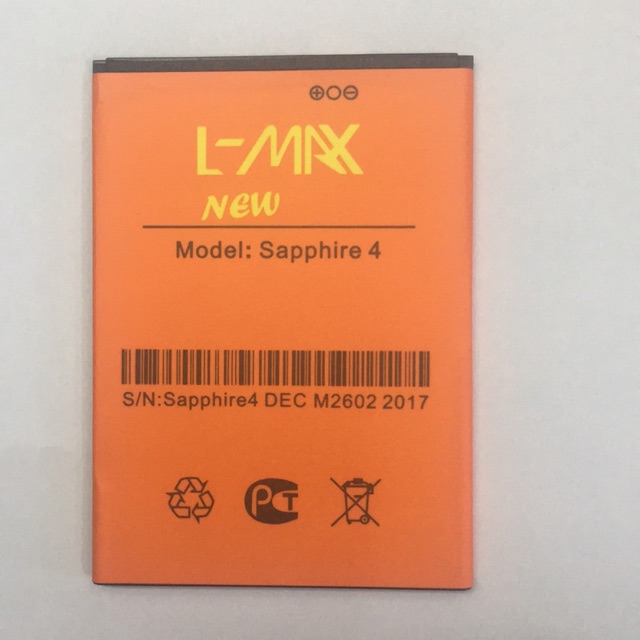 L-MAX
NEW
Model: Sapphire 4
S/N:Sapphire4 DEC M2602 2017
PCT